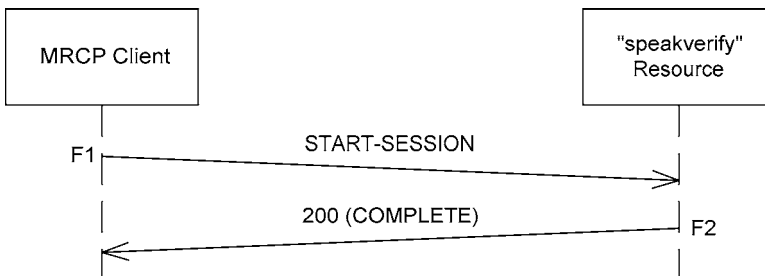 MRCP Client
"speakverify"
Resource
START-SESSION
F1
200 (COMPLETE)
F2